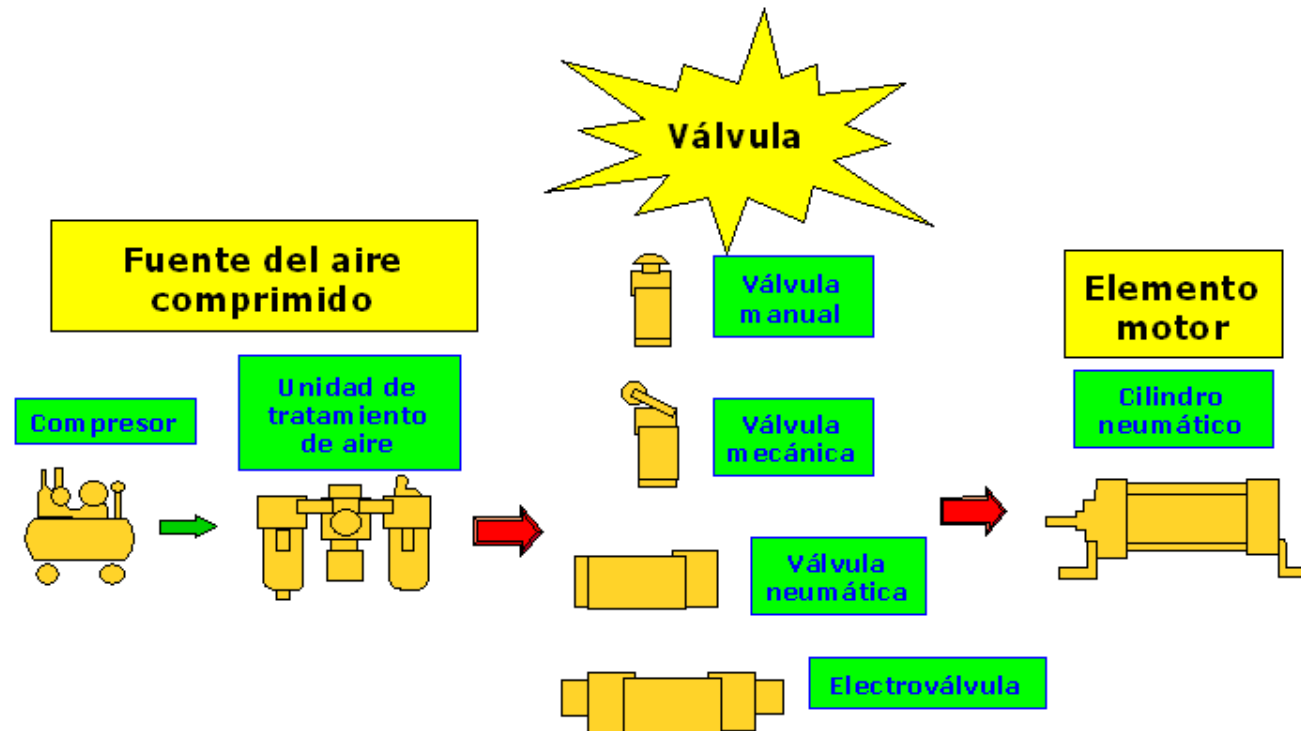 Válvula
Fuente del aire
comprimido
Válvula
manual
Elemento
motor
Compresor
Unidad de
tratamiento
de aire
Válvula
mecánica
Cilindro
neumático
Válvula
neumática
Electroválvula